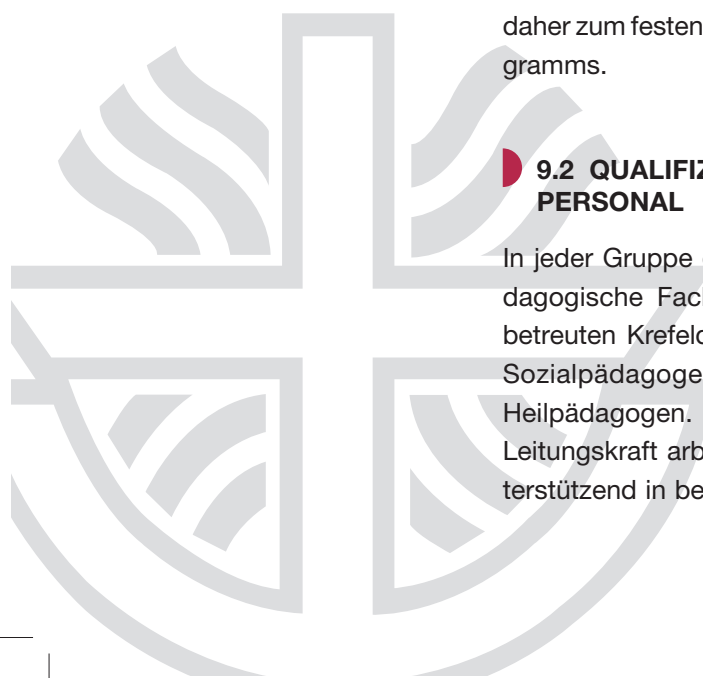 daher zum festen
gramms.
9.2 QUALIFIZ
PERSONAL
In jeder Gruppe
dagogische Fach
betreuten Krefeld
Sozialpädagoge
Heilpädagogen.
Leitungskraft arb
terstützend in be